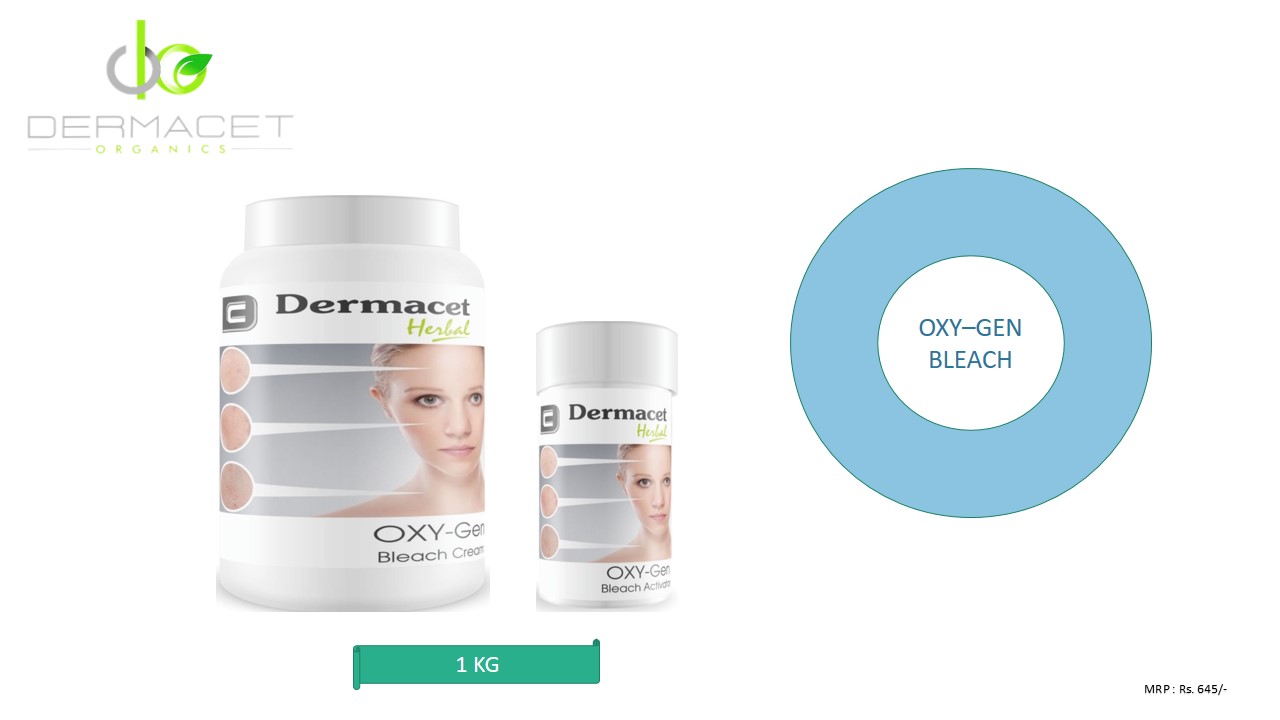 DERMACET
ORGANICS
Dermacet
Herbal
OXY-Gen
Bleach Cream
Dermacet
Herbal
OXY-Gen
Bleach Activator
1 KG
OXY–GEN
BLEACH
MRP : Rs. 645/-